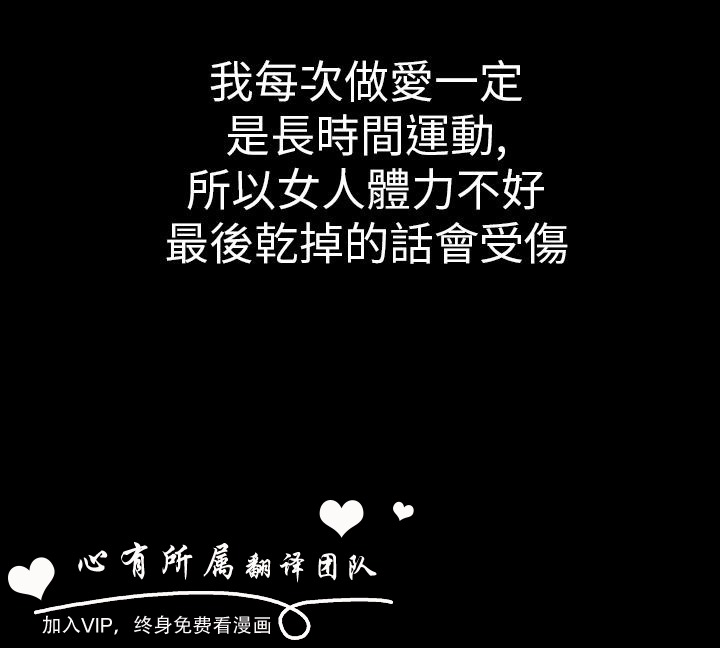 我每次做愛一定
是長時間運動,
所以女人體力不好
最後乾掉的話會受傷
心有所属翻译团队
加入VIP，终身免费看漫画